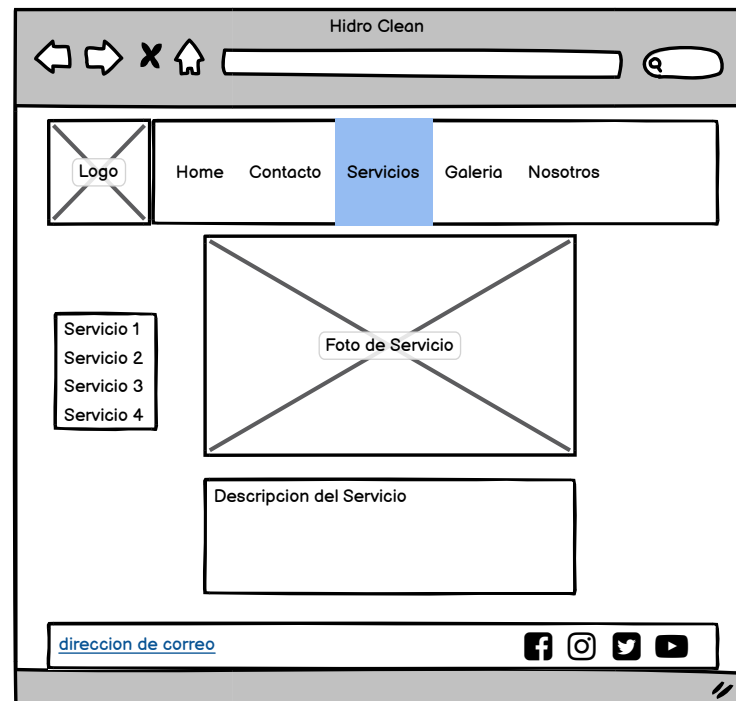 Hidro Clean
Logo
Home Contacto Servicios Galeria Nosotros
Servicio 1
Servicio 2
Servicio 3
Servicio 4
Foto de Servicio
Descripcion del Servicio
direccion de correo